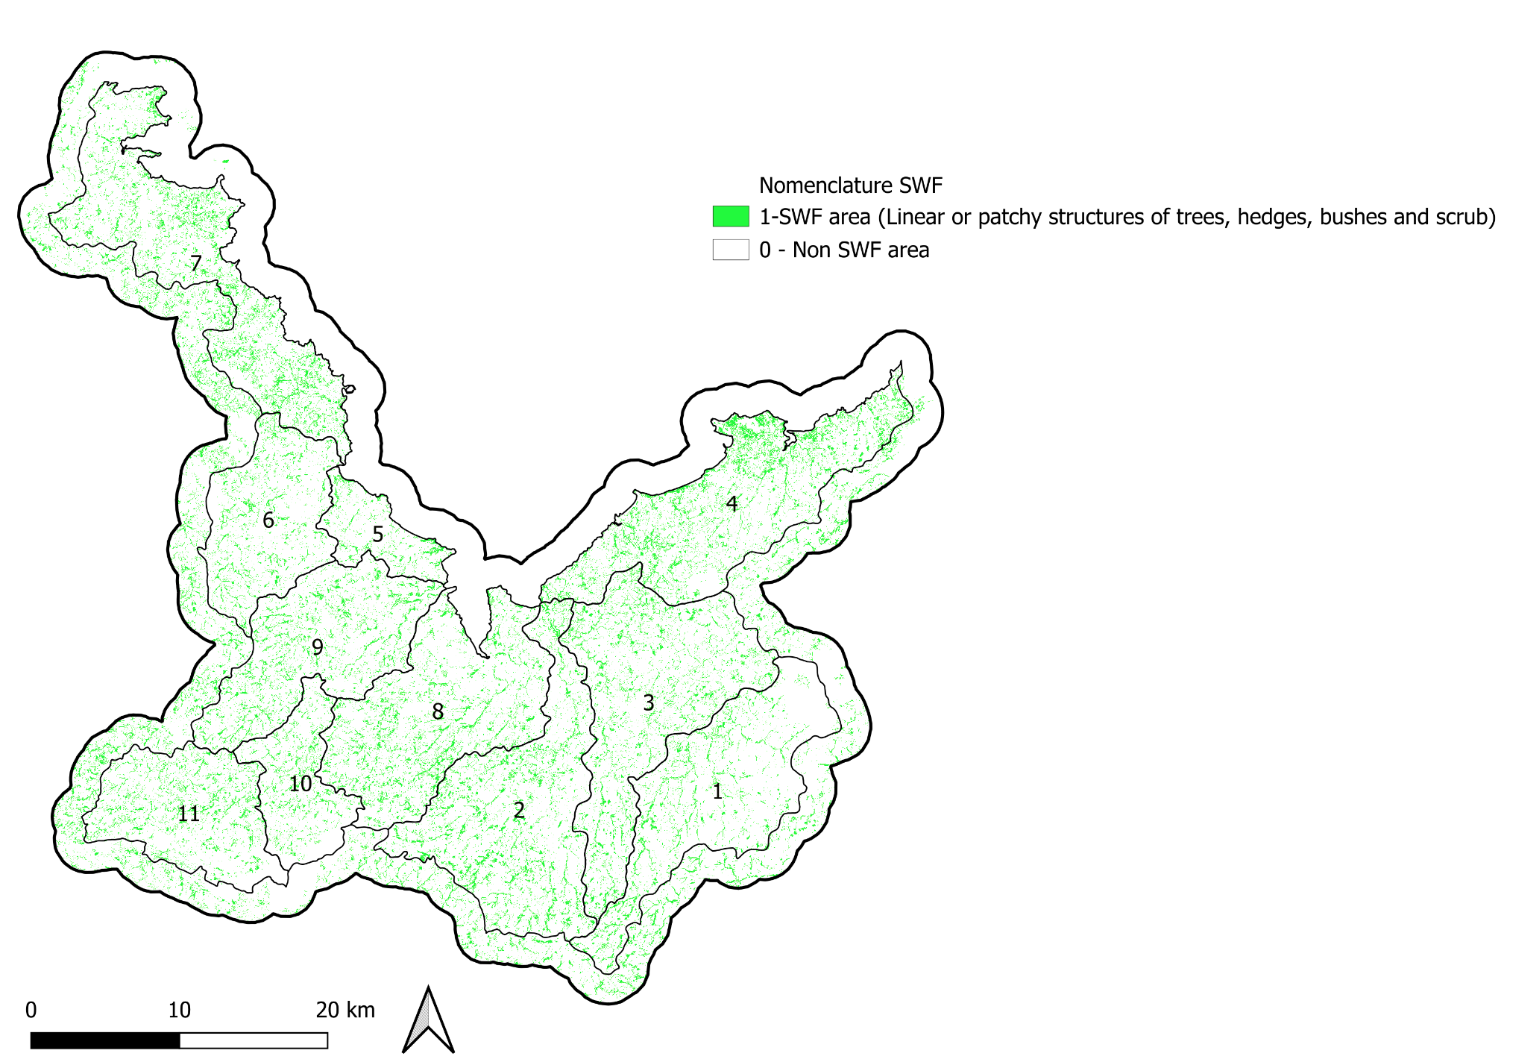 Nomenclature SWF
1-SWF area (Linear or patchy structures of trees, hedges, bushes and scrub)
0 - Non SWF area
7
4
6
5
9
3
8
10
1
2
11
0 10 20 km